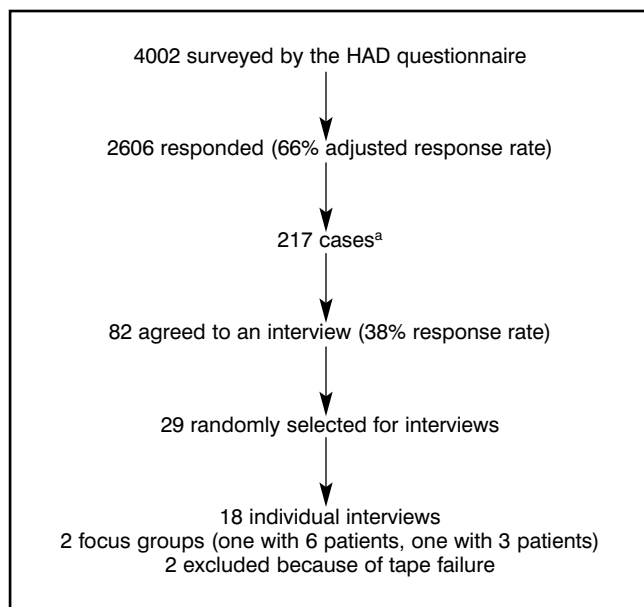 4002 surveyed by the HAD questionnaire
2606 responded (66% adjusted response rate)
217 casesᵃ
82 agreed to an interview (38% response rate)
29 randomly selected for interviews
18 individual interviews
2 focus groups (one with 6 patients, one with 3 patients)
2 excluded because of tape failure